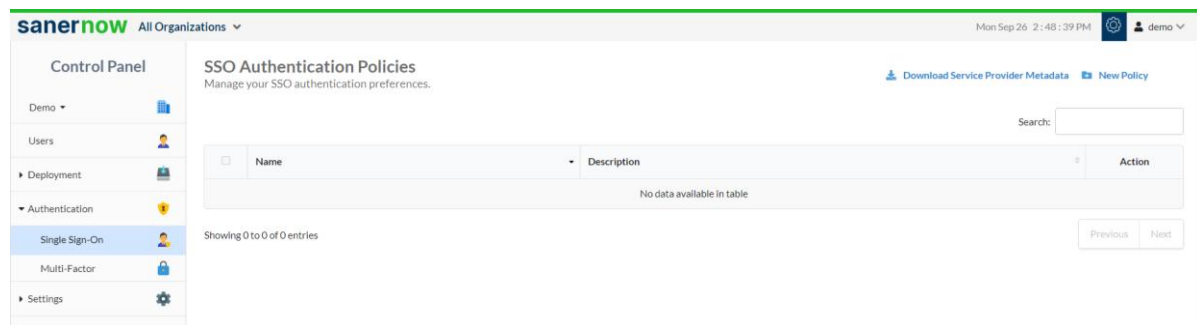 sanernow All Organizations Mon Sep 26 2:48:39 PM demo
Control Panel
Demo
Users
Deployment
Authentication
Single Sign-On
Multi-Factor
Settings
SSO Authentication Policies
Manage your SSO authentication preferences.
Download Service Provider Metadata New Policy
Search:
Name Description Action
No data available in table
Showing 0 to 0 of 0 entries
Previous Next